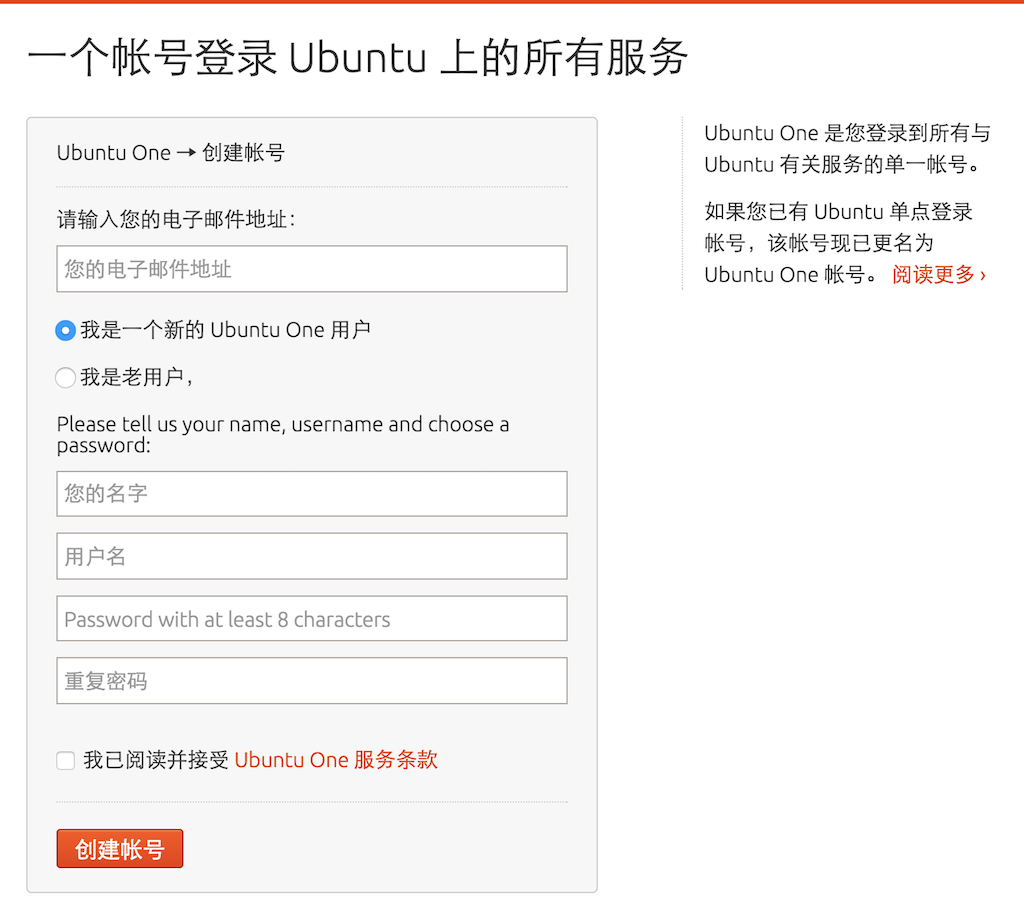 一个帐号登录 Ubuntu 上的所有服务
Ubuntu One → 创建帐号
请输入您的电子邮件地址：
您的电子邮件地址
我是一个新的 Ubuntu One 用户
我是老用户，
Please tell us your name, username and choose a
password:
您的名字
用户名
Password with at least 8 characters
重复密码
我已阅读并接受 Ubuntu One 服务条款
创建帐号
Ubuntu One 是您登录到所有与
Ubuntu 有关服务的单一帐号。
如果您已有 Ubuntu 单点登录
帐号，该帐号现已更名为
Ubuntu One 帐号。 阅读更多 ›